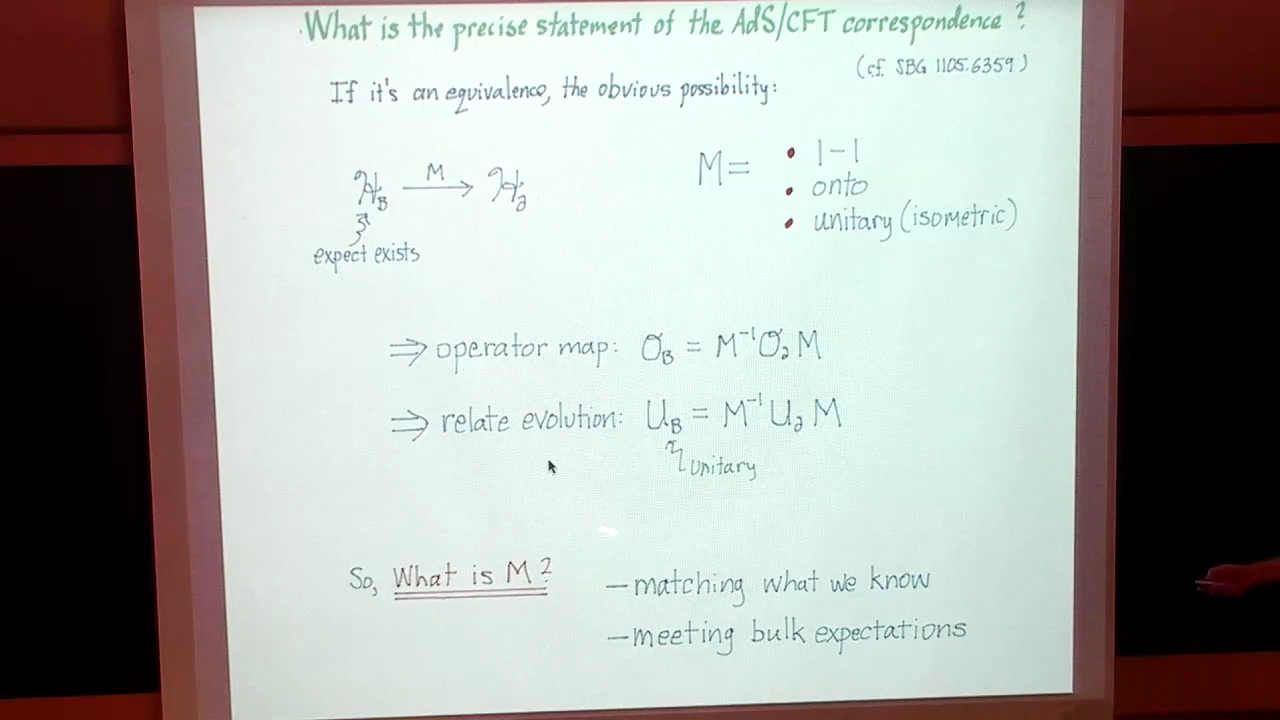 What is the precise statement of the AdS/CFT correspondence?
(cf. SBG 1105.6359)
If it's an equivalence, the obvious possibility:
ℋ_B —M→ ℋ_∂
expect exists
M=
• 1-1
• onto
• unitary (isometric)
⇒ operator map: O_B = M⁻¹O_∂ M
⇒ relate evolution: U_B = M⁻¹ U_∂ M
unitary
So, What is M?
—matching what we know
—meeting bulk expectations